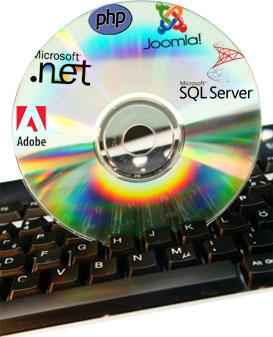 php
Joomla!
Microsoft
.net
Microsoft
SQL Server
Adobe
D F G H J K L Ö
C V B N M